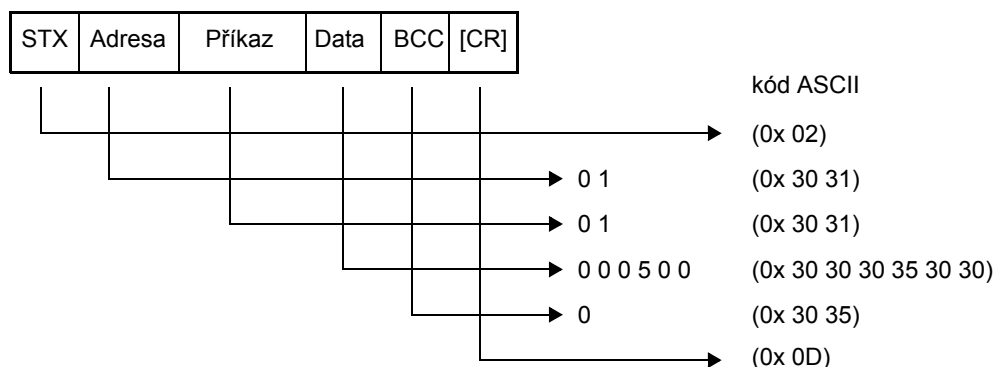 STX Adresa Příkaz Data BCC [CR]
kód ASCII
(0x 02)
0 1 (0x 30 31)
0 1 (0x 30 31)
0 0 0 5 0 0 (0x 30 30 30 35 30 30)
0 (0x 30 35)
(0x 0D)